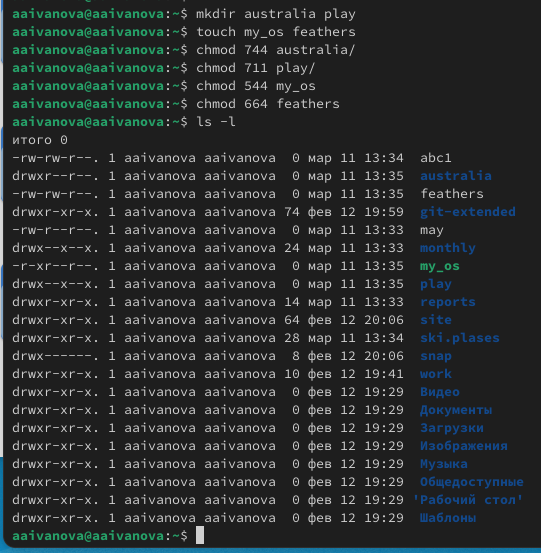 aaivanova@aaivanova:~$ mkdir australia play
aaivanova@aaivanova:~$ touch my_os feathers
aaivanova@aaivanova:~$ chmod 744 australia/
aaivanova@aaivanova:~$ chmod 711 play/
aaivanova@aaivanova:~$ chmod 544 my_os
aaivanova@aaivanova:~$ chmod 664 feathers
aaivanova@aaivanova:~$ ls -l
итого 0
-rw-rw-r--. 1 aaivanova aaivanova  0 мар 11 13:34  abc1
drwxr--r--. 1 aaivanova aaivanova  0 мар 11 13:35  australia
-rw-rw-r--. 1 aaivanova aaivanova  0 мар 11 13:35  feathers
drwxr-xr-x. 1 aaivanova aaivanova 74 фев 12 19:59  git-extended
-rw-r--r--. 1 aaivanova aaivanova  0 мар 11 13:33  may
drwx--x--x. 1 aaivanova aaivanova 24 мар 11 13:33  monthly
-r-xr--r--. 1 aaivanova aaivanova  0 мар 11 13:35  my_os
drwx--x--x. 1 aaivanova aaivanova  0 мар 11 13:35  play
drwxr-xr-x. 1 aaivanova aaivanova 14 мар 11 13:33  reports
drwxr-xr-x. 1 aaivanova aaivanova 64 фев 12 20:06  site
drwxr-xr-x. 1 aaivanova aaivanova 28 мар 11 13:34  ski.plases
drwx------. 1 aaivanova aaivanova  8 фев 12 20:06  snap
drwxr-xr-x. 1 aaivanova aaivanova 10 фев 12 19:41  work
drwxr-xr-x. 1 aaivanova aaivanova  0 фев 12 19:29  Видео
drwxr-xr-x. 1 aaivanova aaivanova  0 фев 12 19:29  Документы
drwxr-xr-x. 1 aaivanova aaivanova  0 фев 12 19:29  Загрузки
drwxr-xr-x. 1 aaivanova aaivanova  0 фев 12 19:29  Изображения
drwxr-xr-x. 1 aaivanova aaivanova  0 фев 12 19:29  Музыка
drwxr-xr-x. 1 aaivanova aaivanova  0 фев 12 19:29  Общедоступные
drwxr-xr-x. 1 aaivanova aaivanova  0 фев 12 19:29 'Рабочий стол'
drwxr-xr-x. 1 aaivanova aaivanova  0 фев 12 19:29  Шаблоны
aaivanova@aaivanova:~$